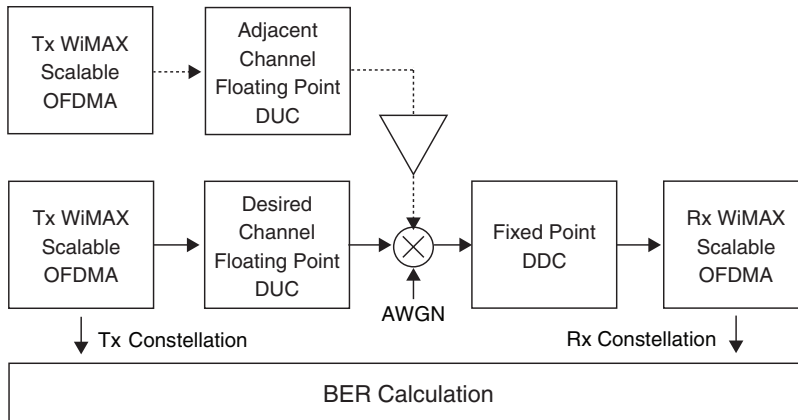 Tx WiMAX
Scalable
OFDMA
Adjacent
Channel
Floating Point
DUC
Tx WiMAX
Scalable
OFDMA
Desired
Channel
Floating Point
DUC
AWGN
Fixed Point
DDC
Rx WiMAX
Scalable
OFDMA
Tx Constellation
Rx Constellation
BER Calculation